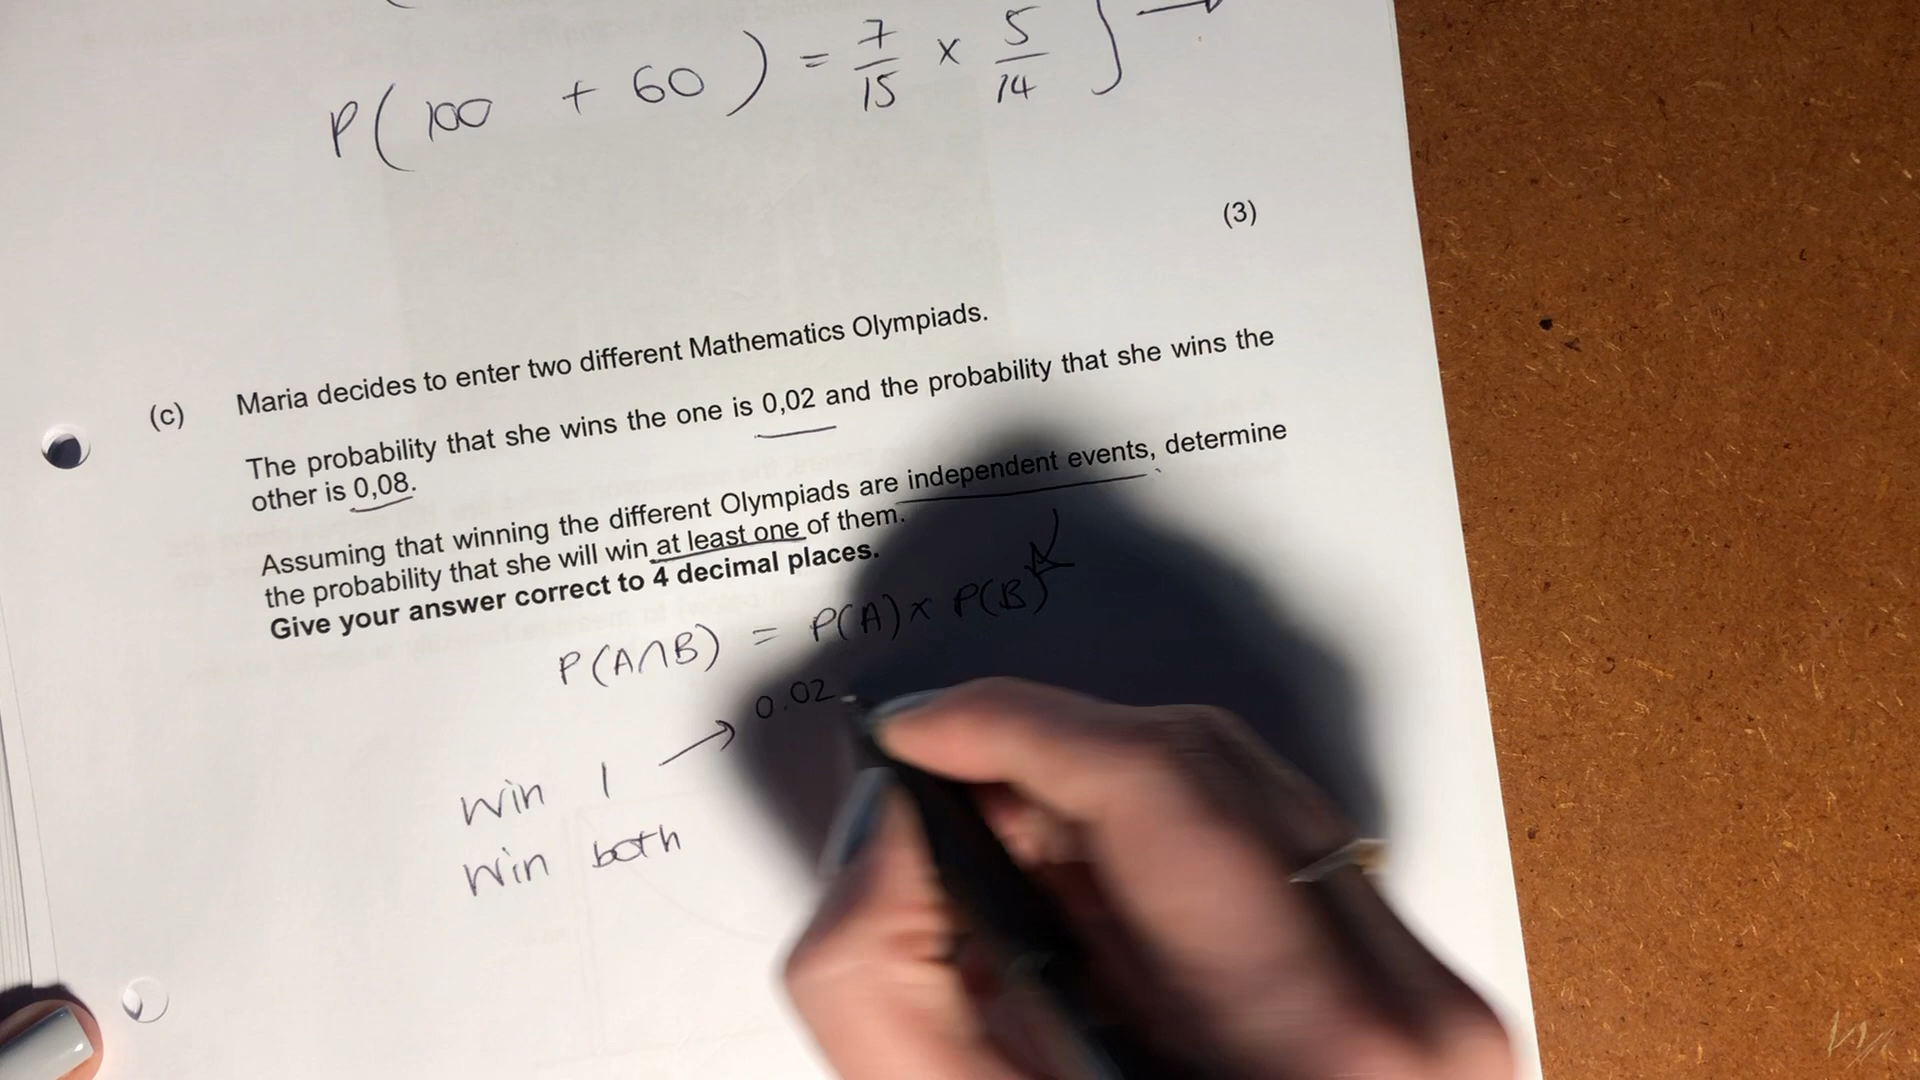 P(100 + 60) = 7/15 × 5/14 } →
(3)
(c) Maria decides to enter two different Mathematics Olympiads.
The probability that she wins the one is 0,02 and the probability that she wins the
other is 0,08.
Assuming that winning the different Olympiads are independent events, determine
the probability that she will win at least one of them.
Give your answer correct to 4 decimal places.
P(A∩B) = P(A) × P(B)
Win 1 → 0.02
Win both